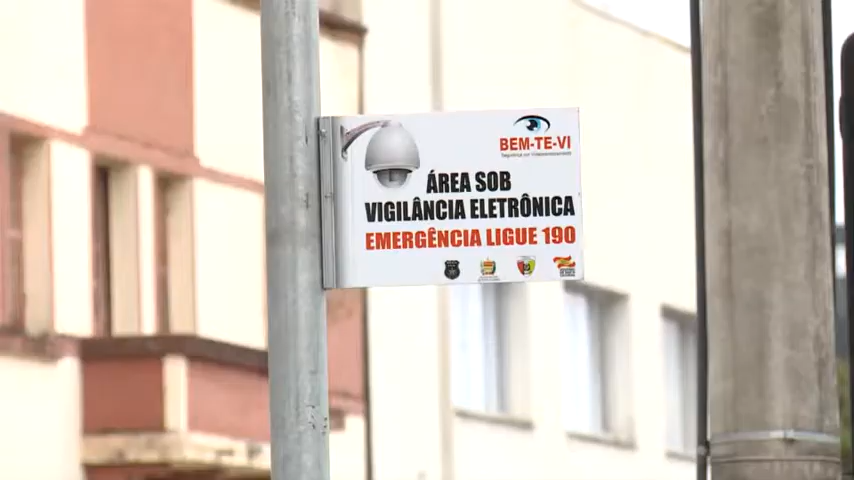 BEM-TE-VI
ÁREA SOB
VIGILÂNCIA ELETRÔNICA
EMERGÊNCIA LIGUE 190